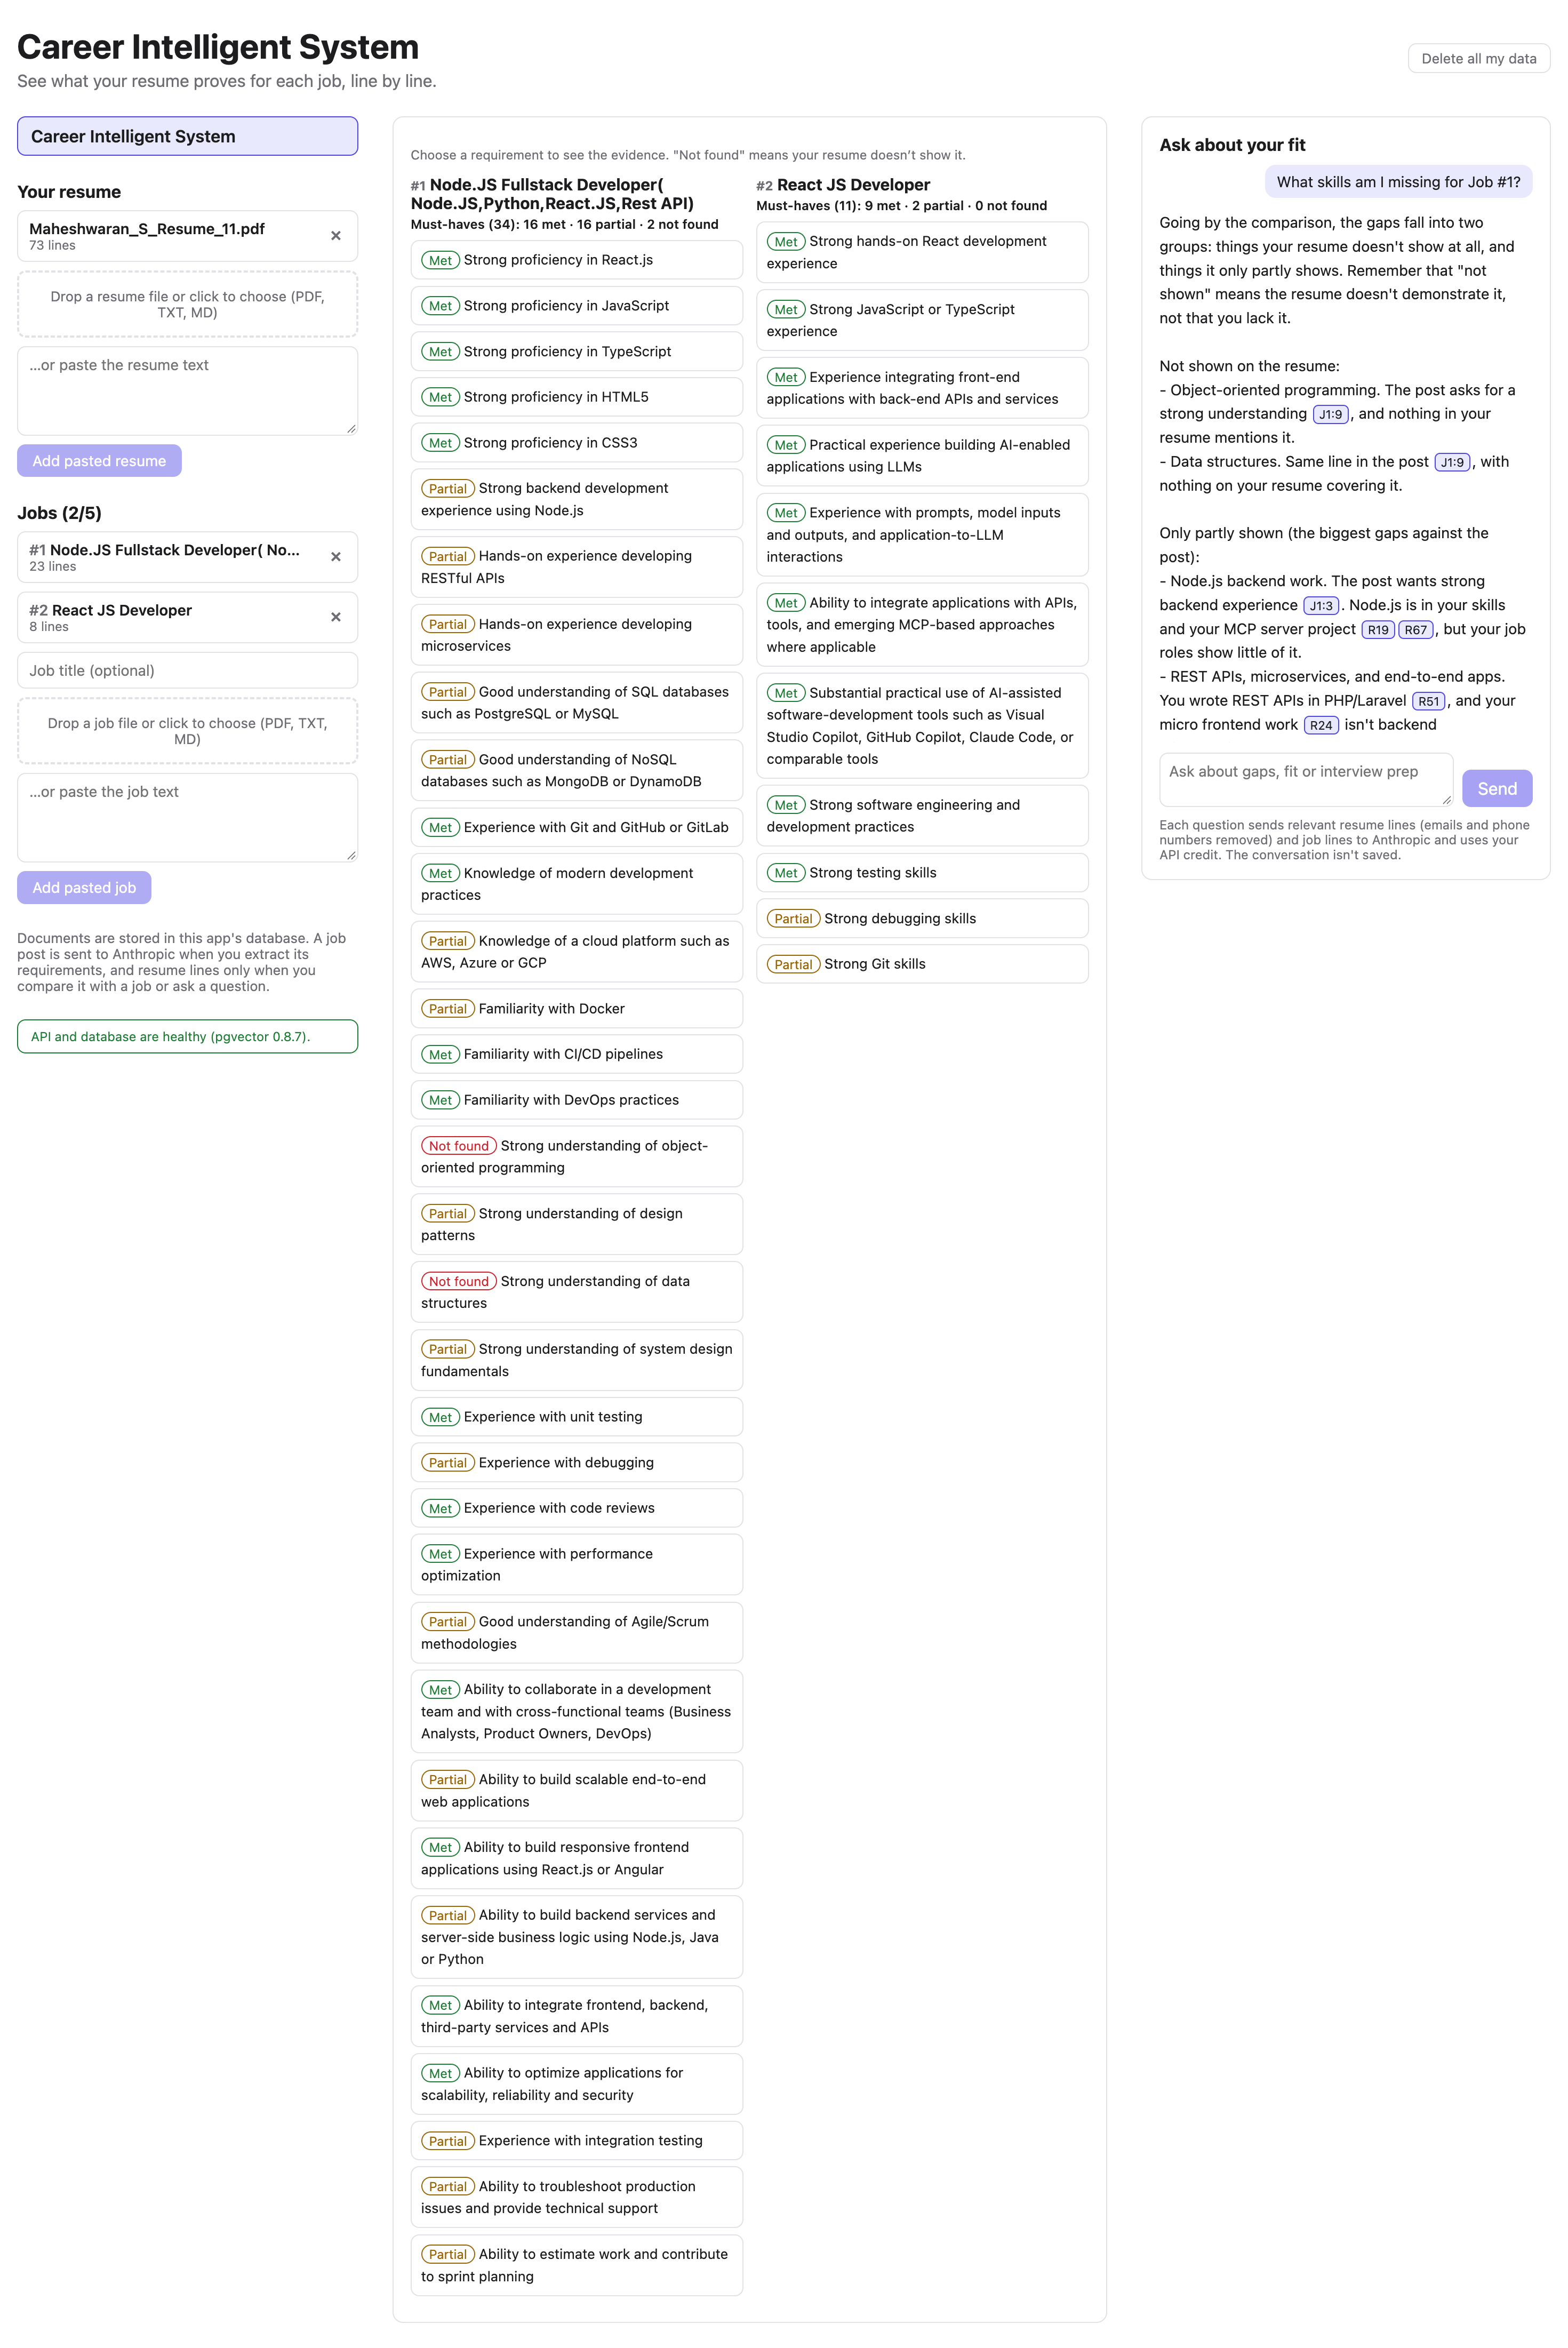 Career Intelligent System
See what your resume proves for each job, line by line.
Delete all my data
Career Intelligent System
Your resume
Maheshwaran_S_Resume_11.pdf
73 lines
×
Drop a resume file or click to choose (PDF,
TXT, MD)
...or paste the resume text
Add pasted resume
Jobs (2/5)
#1 Node.JS Fullstack Developer( No...
23 lines
×
#2 React JS Developer
8 lines
×
Job title (optional)
Drop a job file or click to choose (PDF, TXT,
MD)
...or paste the job text
Add pasted job
Documents are stored in this app's database. A job
post is sent to Anthropic when you extract its
requirements, and resume lines only when you
compare it with a job or ask a question.
API and database are healthy (pgvector 0.8.7).
Choose a requirement to see the evidence. "Not found" means your resume doesn't show it.
#1 Node.JS Fullstack Developer(
Node.JS,Python,React.JS,Rest API)
Must-haves (34): 16 met · 16 partial · 2 not found
Met Strong proficiency in React.js
Met Strong proficiency in JavaScript
Met Strong proficiency in TypeScript
Met Strong proficiency in HTML5
Met Strong proficiency in CSS3
Partial Strong backend development
experience using Node.js
Partial Hands-on experience developing
RESTful APIs
Partial Hands-on experience developing
microservices
Partial Good understanding of SQL databases
such as PostgreSQL or MySQL
Partial Good understanding of NoSQL
databases such as MongoDB or DynamoDB
Met Experience with Git and GitHub or GitLab
Met Knowledge of modern development
practices
Partial Knowledge of a cloud platform such as
AWS, Azure or GCP
Partial Familiarity with Docker
Met Familiarity with CI/CD pipelines
Met Familiarity with DevOps practices
Not found Strong understanding of object-
oriented programming
Partial Strong understanding of design
patterns
Not found Strong understanding of data
structures
Partial Strong understanding of system design
fundamentals
Met Experience with unit testing
Partial Experience with debugging
Met Experience with code reviews
Met Experience with performance
optimization
Partial Good understanding of Agile/Scrum
methodologies
Met Ability to collaborate in a development
team and with cross-functional teams (Business
Analysts, Product Owners, DevOps)
Partial Ability to build scalable end-to-end
web applications
Met Ability to build responsive frontend
applications using React.js or Angular
Partial Ability to build backend services and
server-side business logic using Node.js, Java
or Python
Met Ability to integrate frontend, backend,
third-party services and APIs
Met Ability to optimize applications for
scalability, reliability and security
Partial Experience with integration testing
Partial Ability to troubleshoot production
issues and provide technical support
Partial Ability to estimate work and contribute
to sprint planning
#2 React JS Developer
Must-haves (11): 9 met · 2 partial · 0 not found
Met Strong hands-on React development
experience
Met Strong JavaScript or TypeScript
experience
Met Experience integrating front-end
applications with back-end APIs and services
Met Practical experience building AI-enabled
applications using LLMs
Met Experience with prompts, model inputs
and outputs, and application-to-LLM
interactions
Met Ability to integrate applications with APIs,
tools, and emerging MCP-based approaches
where applicable
Met Substantial practical use of AI-assisted
software-development tools such as Visual
Studio Copilot, GitHub Copilot, Claude Code, or
comparable tools
Met Strong software engineering and
development practices
Met Strong testing skills
Partial Strong debugging skills
Partial Strong Git skills
Ask about your fit
What skills am I missing for Job #1?
Going by the comparison, the gaps fall into two
groups: things your resume doesn't show at all, and
things it only partly shows. Remember that "not
shown" means the resume doesn't demonstrate it,
not that you lack it.
Not shown on the resume:
- Object-oriented programming. The post asks for a
strong understanding J1:9, and nothing in your
resume mentions it.
- Data structures. Same line in the post J1:9, with
nothing on your resume covering it.
Only partly shown (the biggest gaps against the
post):
- Node.js backend work. The post wants strong
backend experience J1:3. Node.js is in your skills
and your MCP server project R19 R67, but your job
roles show little of it.
- REST APIs, microservices, and end-to-end apps.
You wrote REST APIs in PHP/Laravel R51, and your
micro frontend work R24 isn't backend
Ask about gaps, fit or interview prep
Send
Each question sends relevant resume lines (emails and phone
numbers removed) and job lines to Anthropic and uses your
API credit. The conversation isn't saved.